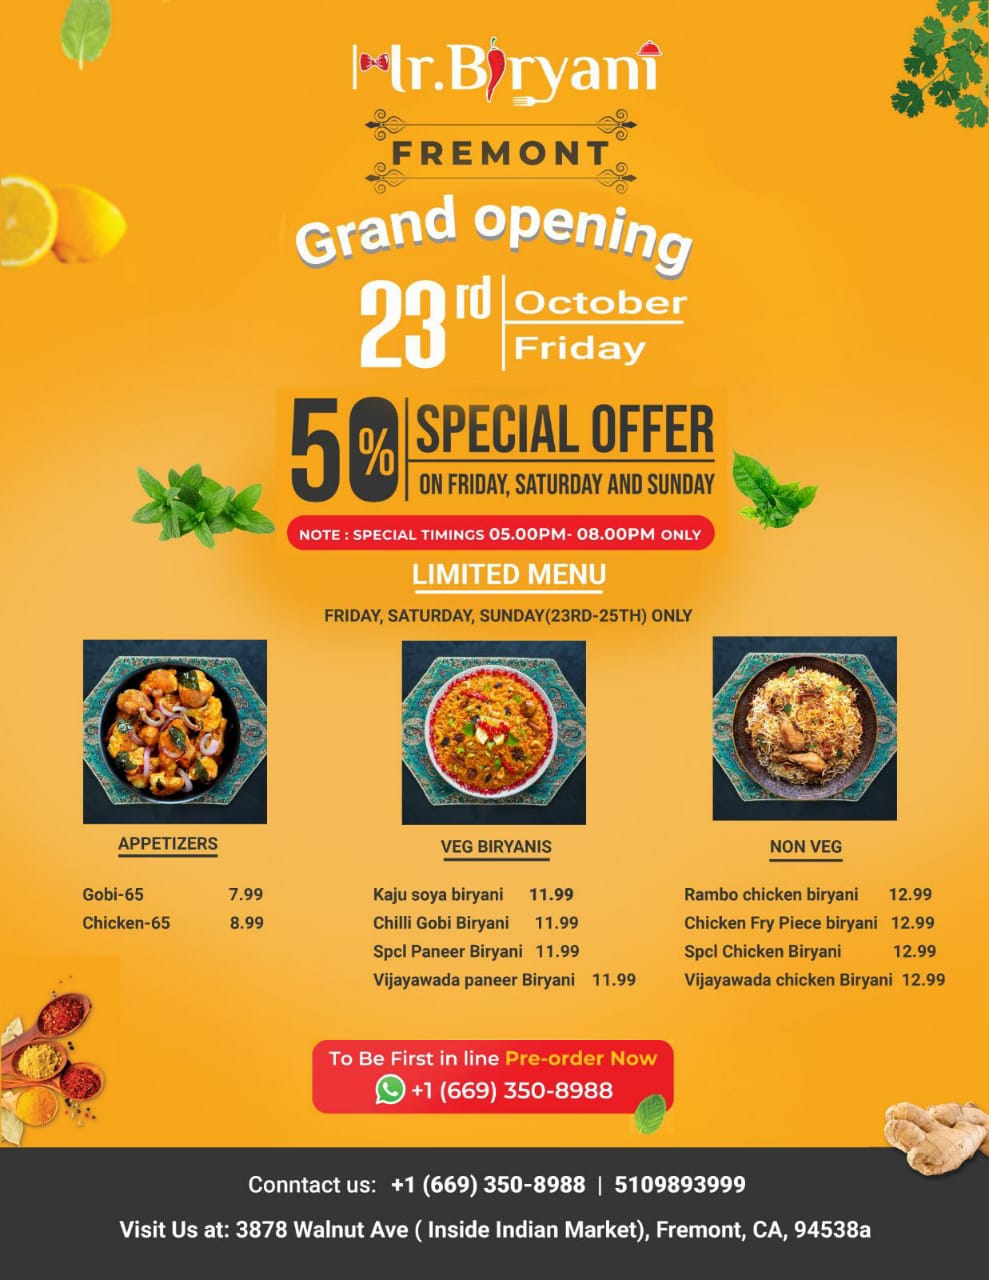 Mr.Biryani
FREMONT
Grand opening
23rd October
Friday
50% SPECIAL OFFER
ON FRIDAY, SATURDAY AND SUNDAY
NOTE : SPECIAL TIMINGS 05.00PM- 08.00PM ONLY
LIMITED MENU
FRIDAY, SATURDAY, SUNDAY(23RD-25TH) ONLY
APPETIZERS
Gobi-65 7.99
Chicken-65 8.99
VEG BIRYANIS
Kaju soya biryani 11.99
Chilli Gobi Biryani 11.99
Spcl Paneer Biryani 11.99
Vijayawada paneer Biryani 11.99
NON VEG
Rambo chicken biryani 12.99
Chicken Fry Piece biryani 12.99
Spcl Chicken Biryani 12.99
Vijayawada chicken Biryani 12.99
To Be First in line Pre-order Now
+1 (669) 350-8988
Conntact us: +1 (669) 350-8988 | 5109893999
Visit Us at: 3878 Walnut Ave ( Inside Indian Market), Fremont, CA, 94538a